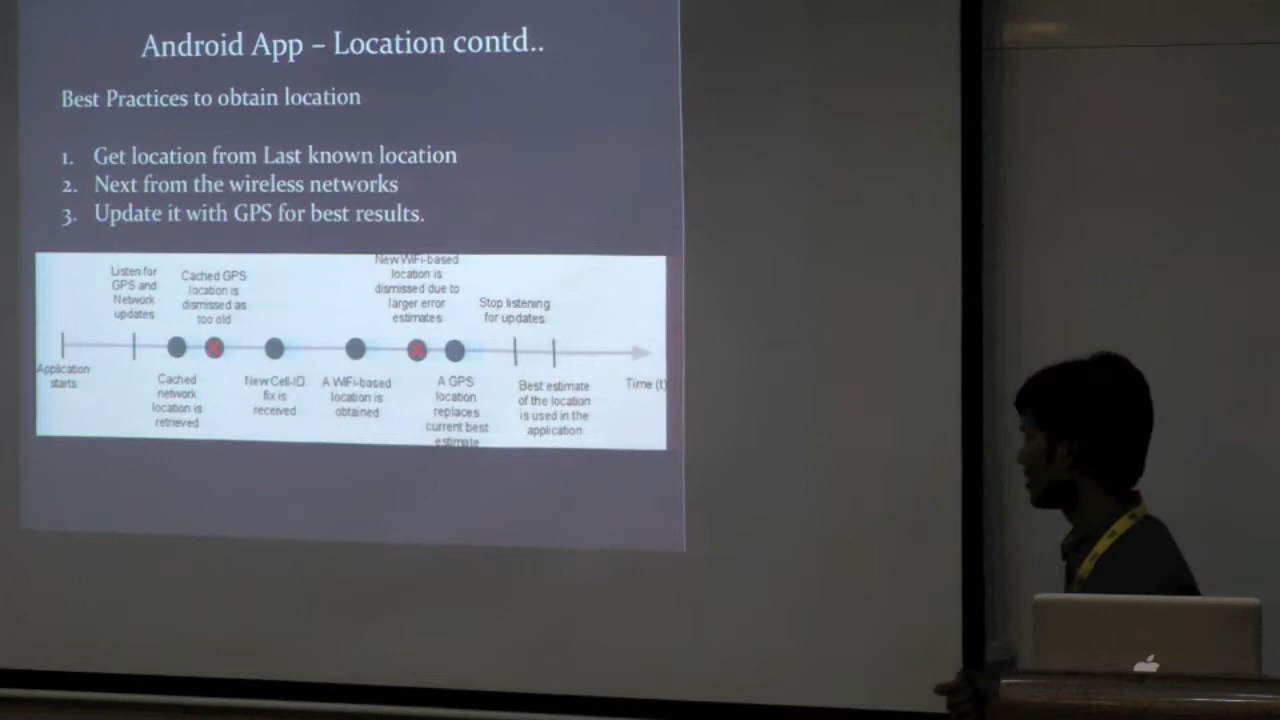 Android App – Location contd..
Best Practices to obtain location
1. Get location from Last known location
2. Next from the wireless networks
3. Update it with GPS for best results.
Listen for
GPS and
Network
updates
Cached GPS
location is
dismissed as
too old
New WiFi-based
location is
dismissed due to
larger error
estimates
Stop listening
for updates
Application
starts
Cached
network
location is
retrieved
New Cell-ID
fix is
received
A WiFi-based
location is
obtained
A GPS
location
replaces
current best
estimate
Best estimate
of the location
is used in the
application
Time (t)